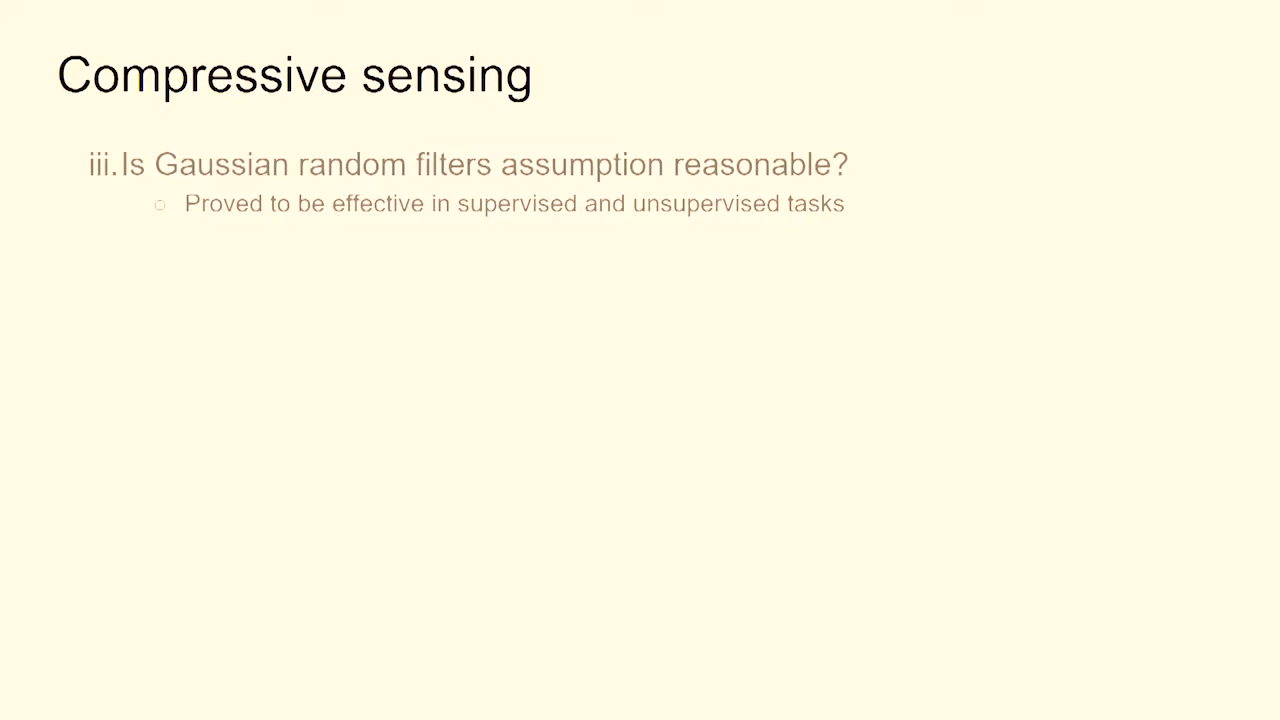 Compressive sensing
iii. Is Gaussian random filters assumption reasonable?
○ Proved to be effective in supervised and unsupervised tasks